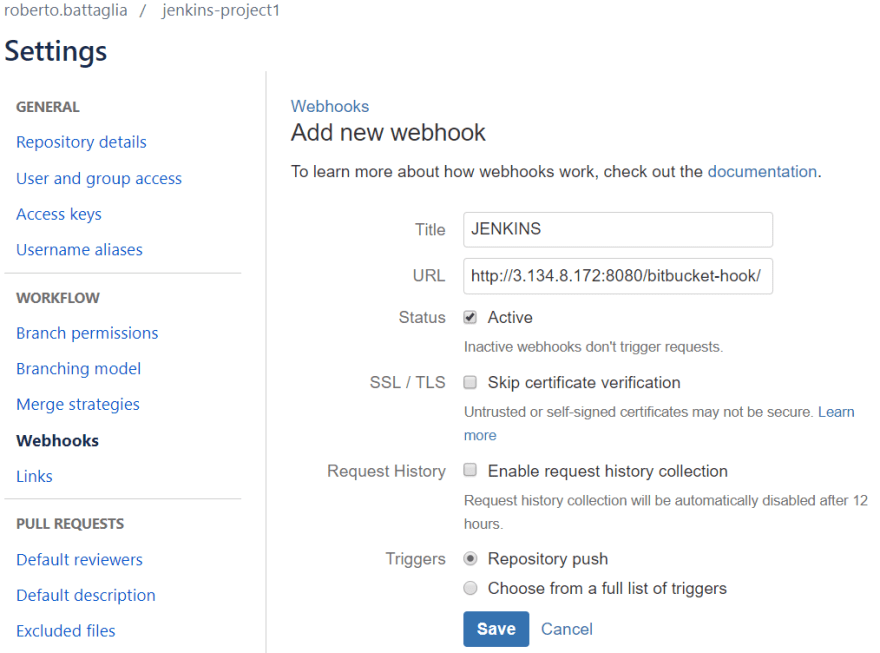 roberto.battaglia / jenkins-project1
Settings
GENERAL
Repository details
User and group access
Access keys
Username aliases
WORKFLOW
Branch permissions
Branching model
Merge strategies
Webhooks
Links
PULL REQUESTS
Default reviewers
Default description
Excluded files
Webhooks
Add new webhook
To learn more about how webhooks work, check out the documentation.
Title JENKINS
URL http://3.134.8.172:8080/bitbucket-hook/
Status Active
Inactive webhooks don't trigger requests.
SSL / TLS Skip certificate verification
Untrusted or self-signed certificates may not be secure. Learn
more
Request History Enable request history collection
Request history collection will be automatically disabled after 12
hours.
Triggers Repository push
Choose from a full list of triggers
Save Cancel